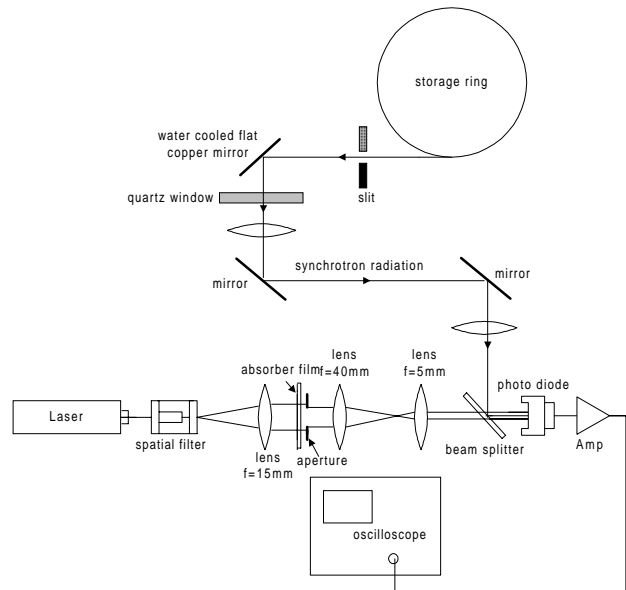 storage ring
water cooled flat
copper mirror
quartz window
slit
mirror
synchrotron radiation
mirror
absorber film
lens
f=40mm
lens
f=5mm
photo diode
Laser
spatial filter
lens
f=15mm
aperture
beam splitter
Amp
oscilloscope